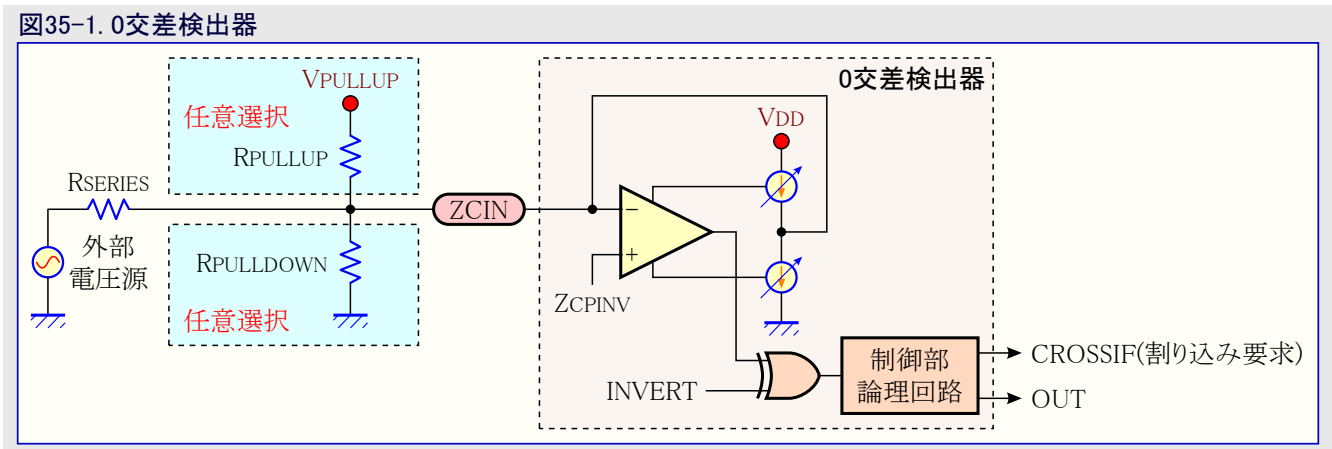 図35-1. 0交差検出器
VPULLUP
任意選択
RPULLUP
RSERIES
外部
電圧源
RPULLDOWN
任意選択
ZCIN
0交差検出器
VDD
−
+
ZCPINV
INVERT
制御部
論理回路
CROSSIF(割り込み要求)
OUT